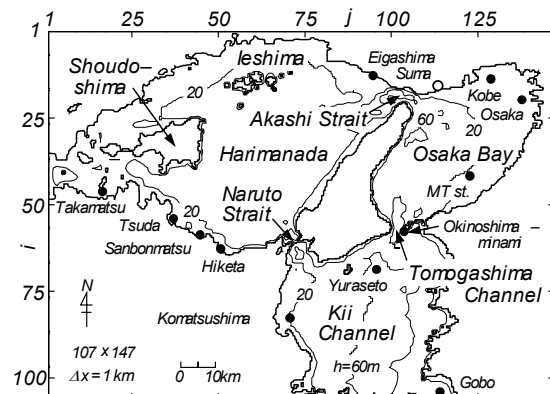 1 25 50 75 j 100 125
1
25
50
i
75
100
Shoudo-
shima
Ieshima
20
Eigashima
Suma
Kobe
Osaka
Akashi Strait
60
20
Harimanada
Osaka Bay
Naruto
Strait
MT st.
Takamatsu
Tsuda
20
Sanbonmatsu
Hiketa
Okinoshima
–minami
Tomogashima
Channel
Yuraseto
20
Kii
Channel
Komatsushima
N
107 x 147
Δx = 1 km
0 10km
h=60m
Gobo